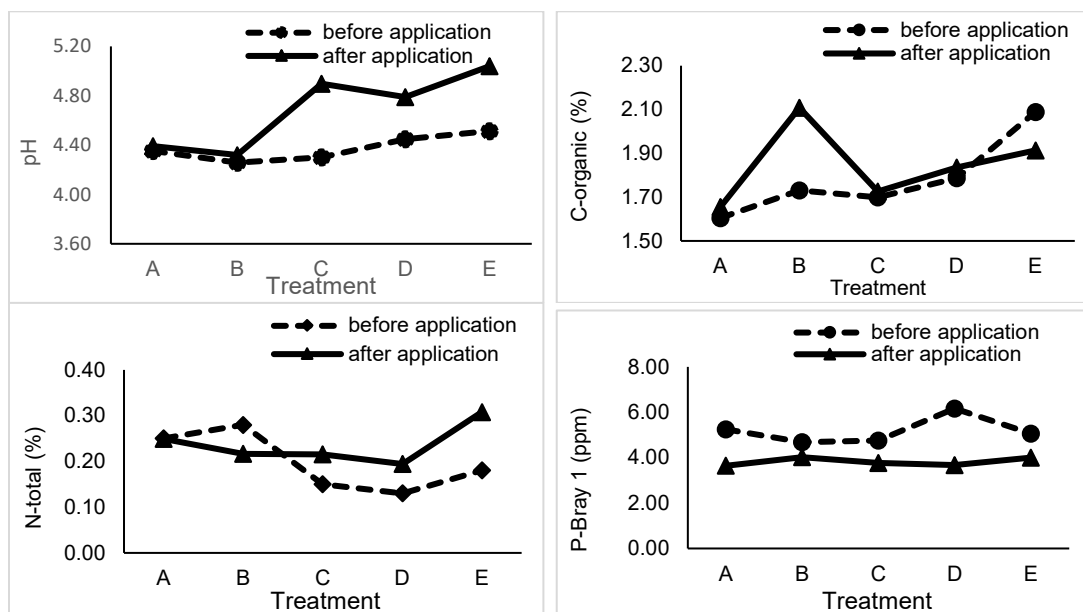 before application
after application
5.20
4.80
4.40
4.00
3.60
pH
A B C D E
Treatment
before application
after application
2.30
2.10
1.90
1.70
1.50
C-organic (%)
A B C D E
Treatment
before application
after application
0.40
0.30
0.20
0.10
0.00
N-total (%)
A B C D E
Treatment
before application
after application
8.00
6.00
4.00
2.00
0.00
P-Bray 1 (ppm)
A B C D E
Treatment